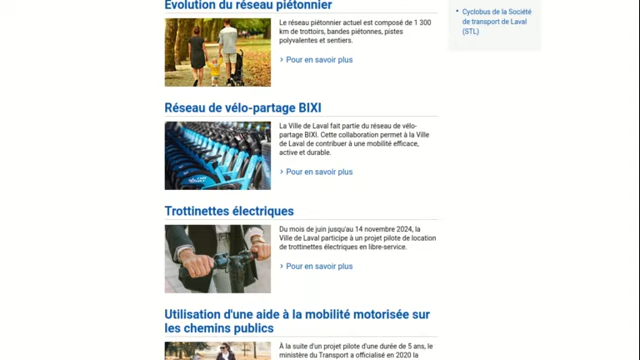 Évolution du réseau piétonnier
Le réseau piétonnier actuel est composé de 1 300
km de trottoirs, bandes piétonnes, pistes
polyvalentes et sentiers.
Pour en savoir plus
Cyclobus de la Société
de transport de Laval
(STL)
Réseau de vélo-partage BIXI
La Ville de Laval fait partie du réseau de vélo-
partage BIXI. Cette collaboration permet à la Ville
de Laval de contribuer à une mobilité efficace,
active et durable.
Pour en savoir plus
Trottinettes électriques
Du mois de juin jusqu'au 14 novembre 2024, la
Ville de Laval participe à un projet pilote de location
de trottinettes électriques en libre-service.
Pour en savoir plus
Utilisation d'une aide à la mobilité motorisée sur
les chemins publics
À la suite d'un projet pilote d'une durée de 5 ans, le
ministère du Transport a officialisé en 2020 la